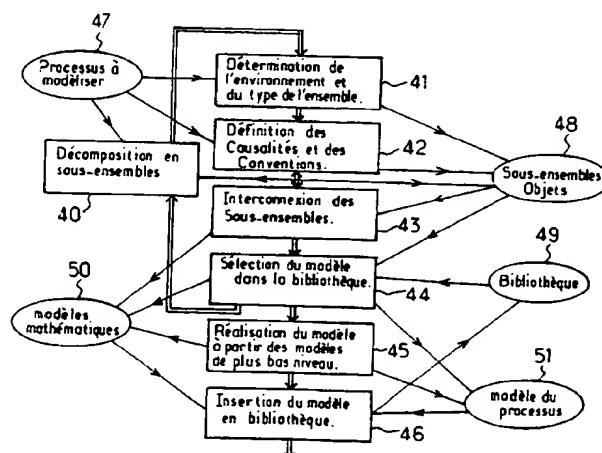 47
Processus à
modéliser
Détermination de
l'environnement et
du type de l'ensemble.
41
Définition des
Causalités et des
Conventions.
42
48
Sous-ensembles
Objets
Décomposition en
sous-ensembles
40
Interconnexion des
Sous-ensembles.
43
49
Bibliothèque
50
modèles
mathématiques
Sélection du modèle
dans la bibliothèque.
44
Réalisation du modèle
à partir des modèles
de plus bas niveau.
45
51
modèle du
processus
Insertion du modèle
en bibliothèque.
46